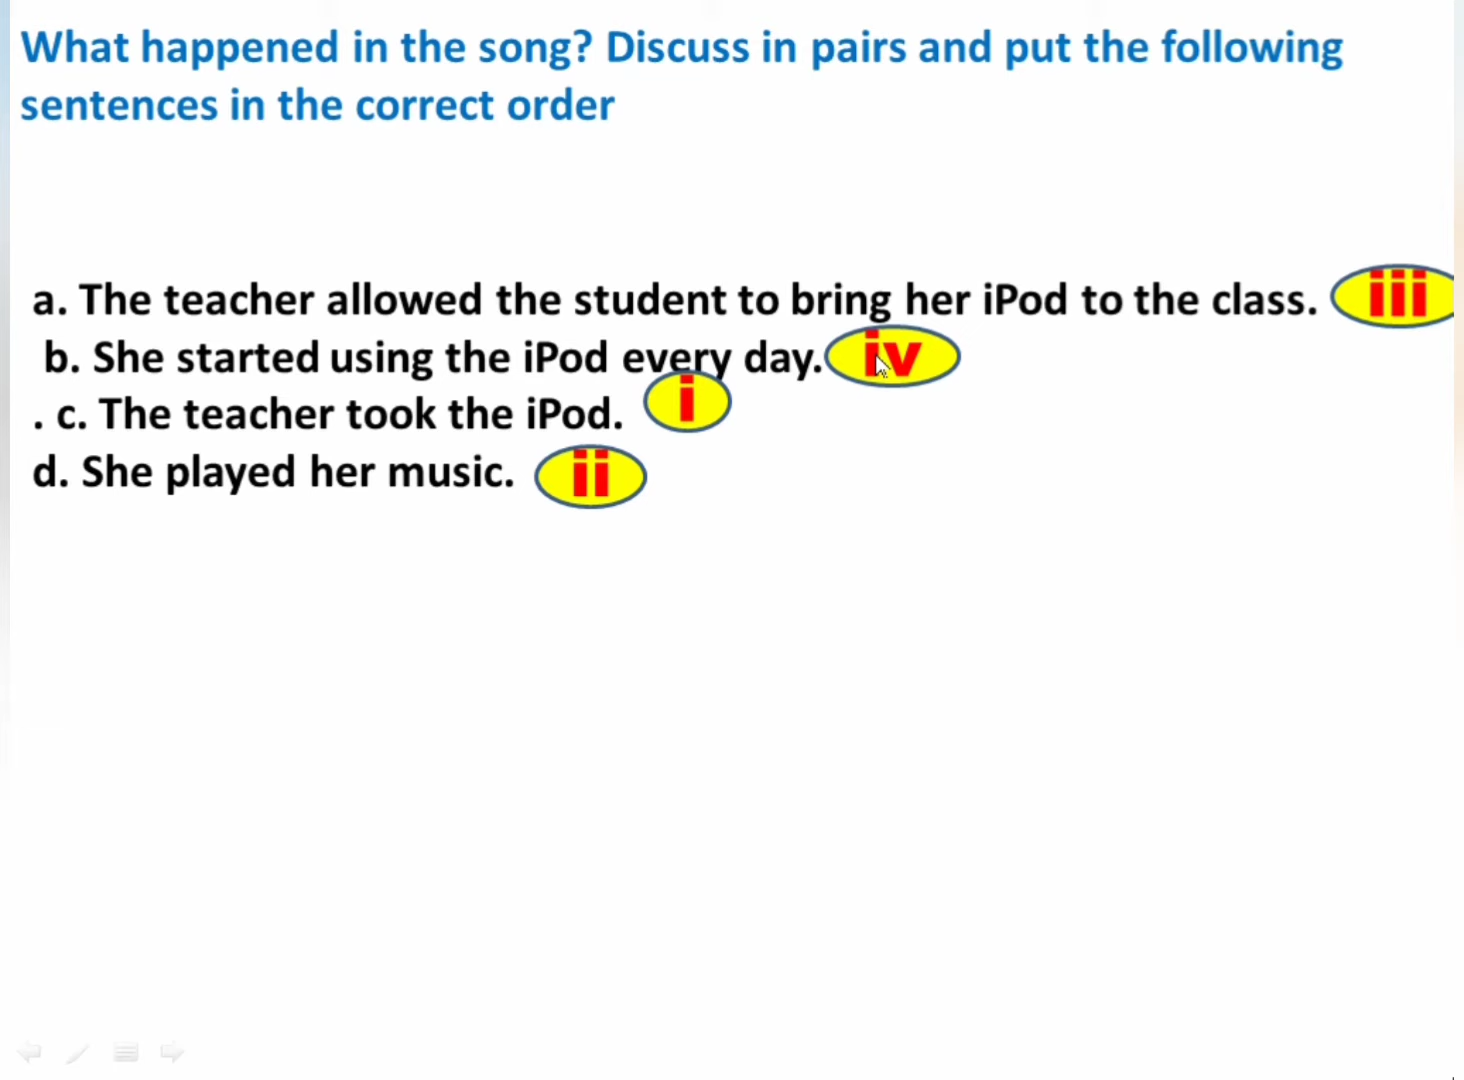 What happened in the song? Discuss in pairs and put the following
sentences in the correct order
a. The teacher allowed the student to bring her iPod to the class. iii
b. She started using the iPod every day. iv
. c. The teacher took the iPod. i
d. She played her music. ii